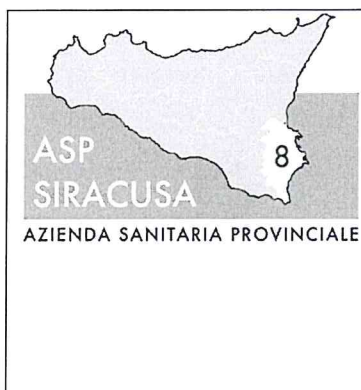 ASP
SIRACUSA
8
AZIENDA SANITARIA PROVINCIALE